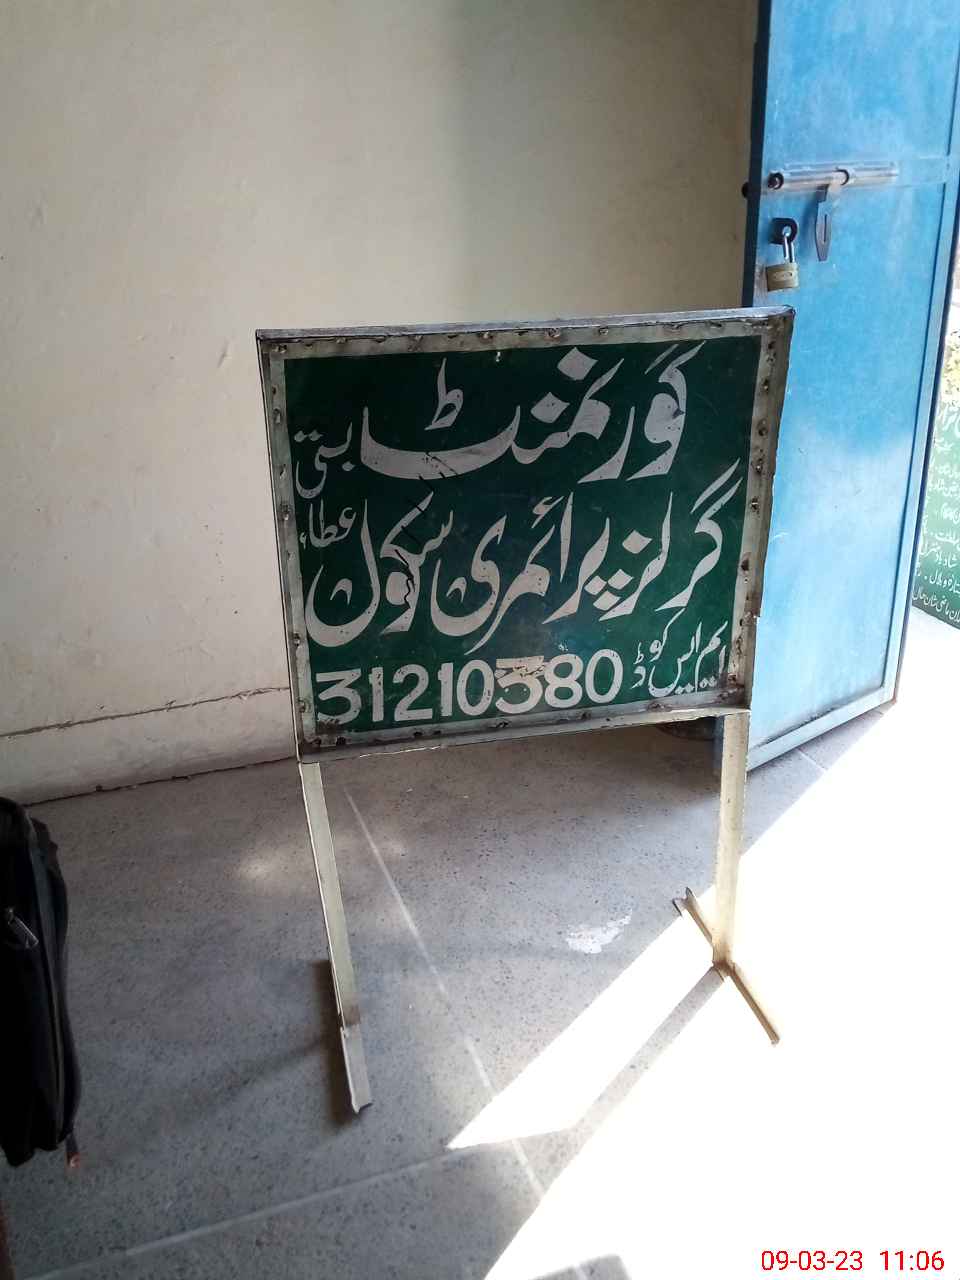 گورنمنٹ
گرلز پرائمری سکول
بستی
عطاء
ایم ایس کوڈ 31210380
09-03-23 11:06